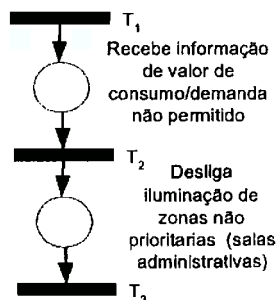 T1
Recebe informação
de valor de
consumo/demanda
não permitido
T2
Desliga
iluminação de
zonas não
prioritarias (salas
administrativas)
T3